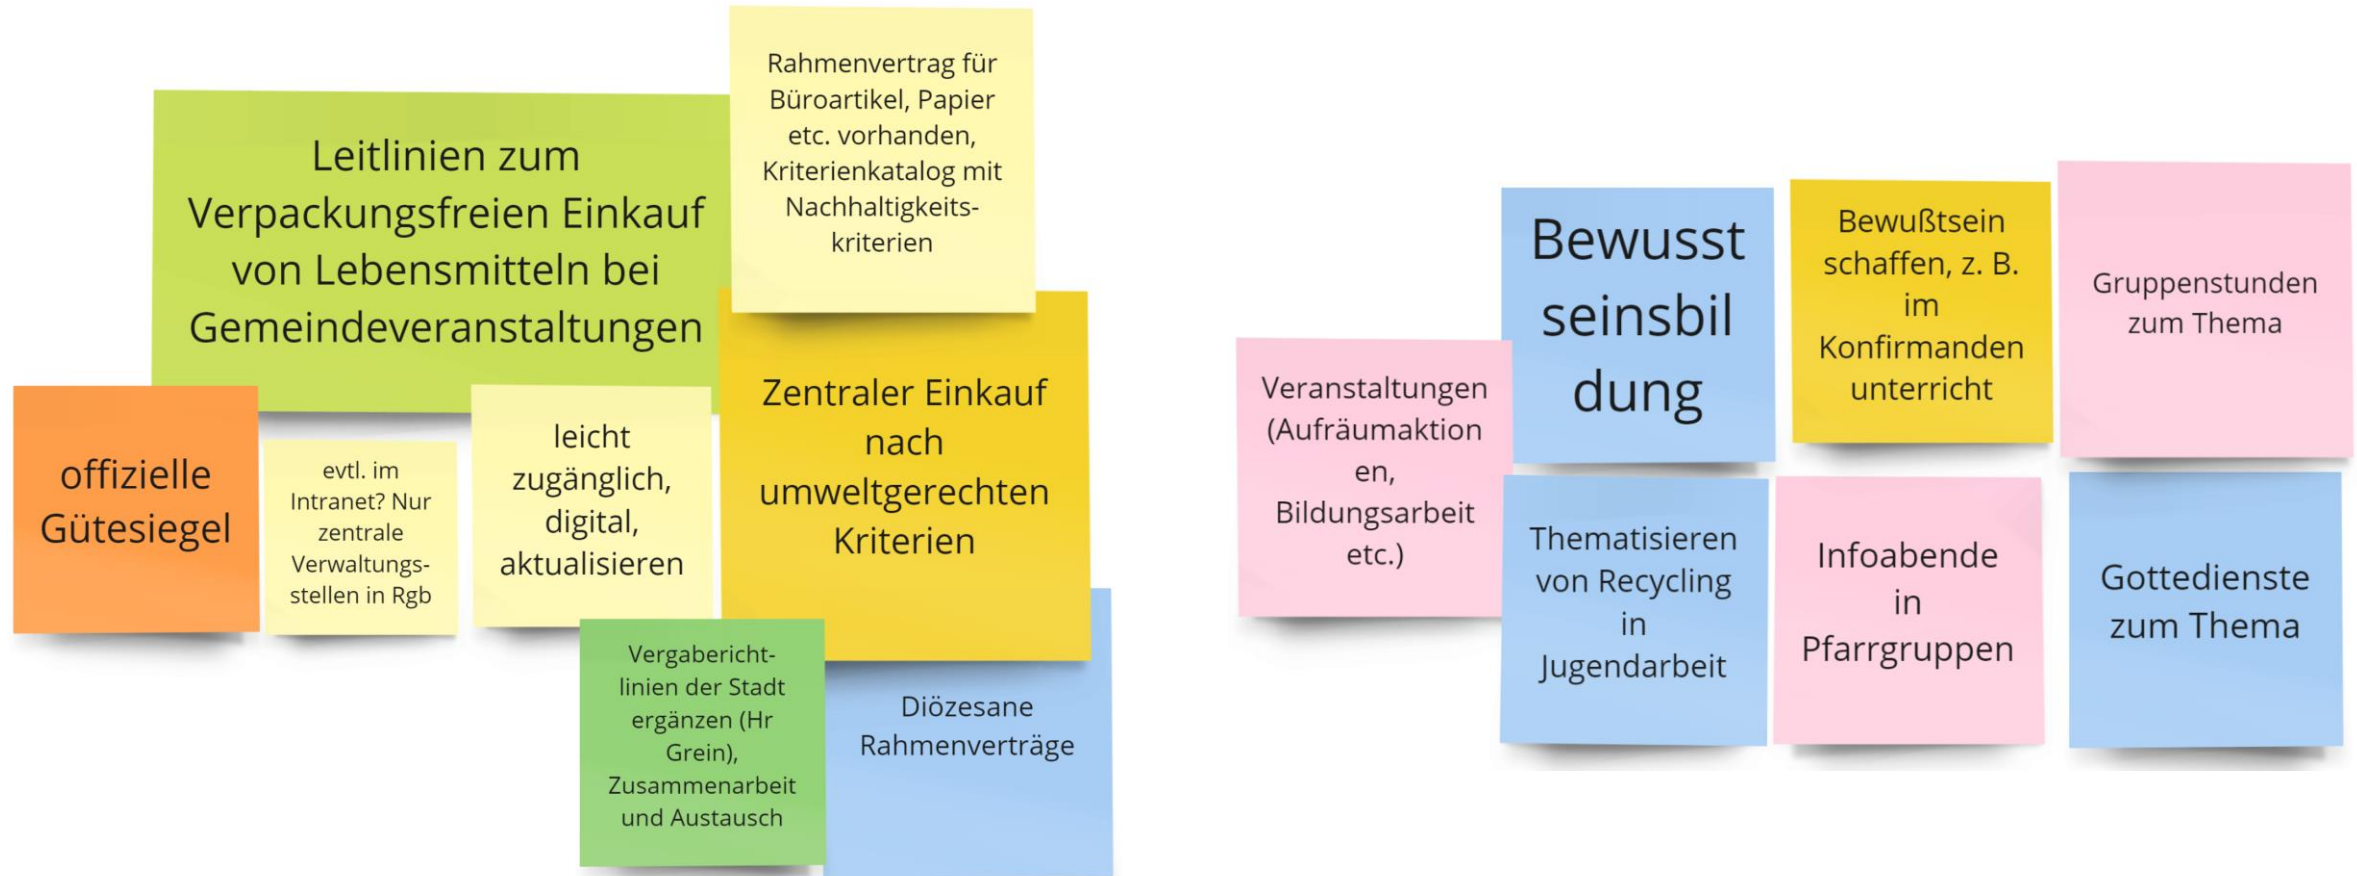 Leitlinien zum
Verpackungsfreien Einkauf
von Lebensmitteln bei
Gemeindeveranstaltungen
Rahmenvertrag für
Büroartikel, Papier
etc. vorhanden,
Kriterienkatalog mit
Nachhaltigkeits-
kriterien
offizielle
Gütesiegel
evtl. im
Intranet? Nur
zentrale
Verwaltungs-
stellen in Rgb
leicht
zugänglich,
digital,
aktualisieren
Zentraler Einkauf
nach
umweltgerechten
Kriterien
Vergabericht-
linien der Stadt
ergänzen (Hr
Grein),
Zusammenarbeit
und Austausch
Diözesane
Rahmenverträge
Bewusst
seinsbil
dung
Bewußtsein
schaffen, z. B.
im
Konfirmanden
unterricht
Gruppenstunden
zum Thema
Veranstaltungen
(Aufräumaktion
en,
Bildungsarbeit
etc.)
Thematisieren
von Recycling
in
Jugendarbeit
Infoabende
in
Pfarrgruppen
Gottedienste
zum Thema